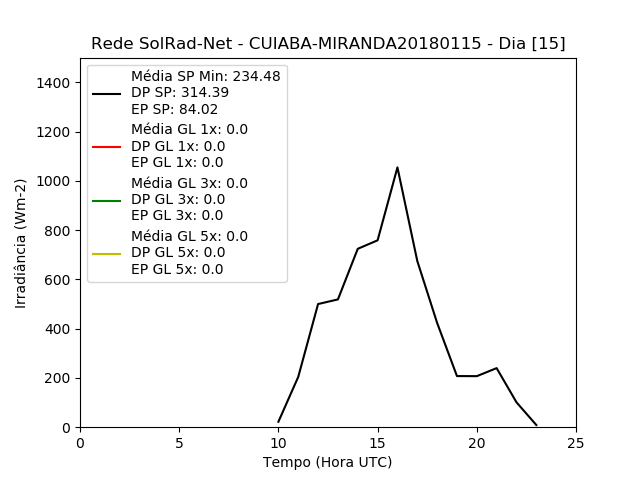 Rede SolRad-Net - CUIABA-MIRANDA20180115 - Dia [15]
Média SP Min: 234.48
DP SP: 314.39
EP SP: 84.02
Média GL 1x: 0.0
DP GL 1x: 0.0
EP GL 1x: 0.0
Média GL 3x: 0.0
DP GL 3x: 0.0
EP GL 3x: 0.0
Média GL 5x: 0.0
DP GL 5x: 0.0
EP GL 5x: 0.0
Irradiância (Wm-2)
1400
1200
1000
800
600
400
200
0
0 5 10 15 20 25
Tempo (Hora UTC)